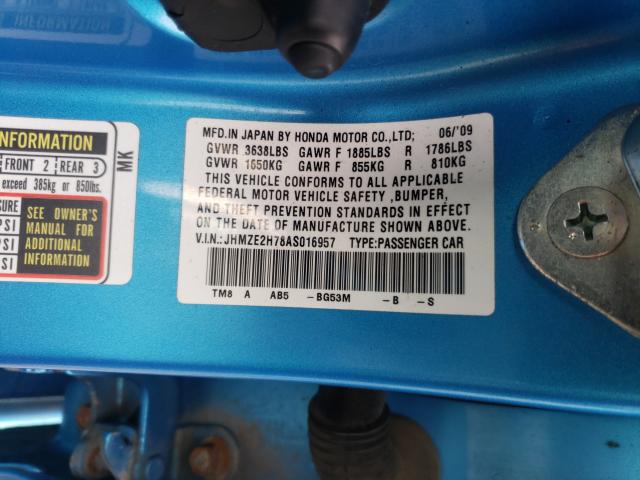 INFORMATION
INFORMATION
FRONT 2 REAR 3
exceed 385kg or 850lbs.
SURE
PSI
PSI
PSI
SEE OWNER'S
MANUAL FOR
ADDITIONAL
INFORMATION
MK
MFD.IN JAPAN BY HONDA MOTOR CO.,LTD; 06/'09
GVWR 3638LBS GAWR F 1885LBS R 1786LBS
GVWR 1650KG GAWR F 855KG R 810KG
THIS VEHICLE CONFORMS TO ALL APPLICABLE
FEDERAL MOTOR VEHICLE SAFETY ,BUMPER,
AND THEFT PREVENTION STANDARDS IN EFFECT
ON THE DATE OF MANUFACTURE SHOWN ABOVE.
V.I.N.:JHMZE2H78AS016957 TYPE:PASSENGER CAR
TM8 A AB5 -BG53M -B -S